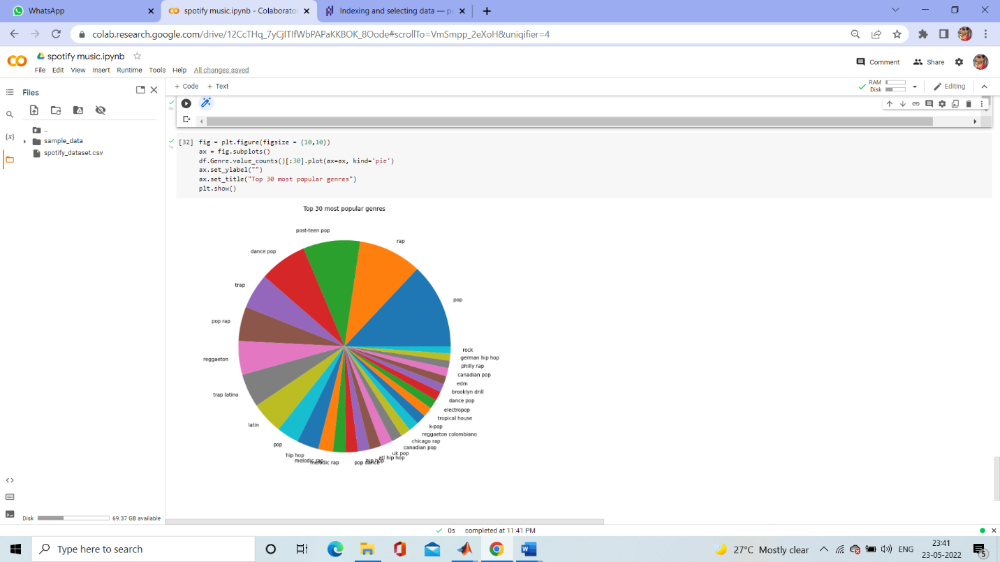 WhatsApp
spotify music.ipynb - Colaborator
Indexing and selecting data — pa
colab.research.google.com/drive/12CcTHq_7yCjITIfWbPAPaKKBOK_8Oode#scrollTo=VmSmpp_2eXoH&uniqifier=4
CO
spotify music.ipynb
File Edit View Insert Runtime Tools Help All changes saved
Comment Share
Files
+ Code + Text
RAM
Disk
Editing
..
sample_data
spotify_dataset.csv
{x}
0s
[32] fig = plt.figure(figsize = (10,10))
1s
ax = fig.subplots()
df.Genre.value_counts()[:30].plot(ax=ax, kind='pie')
ax.set_ylabel("")
ax.set_title("Top 30 most popular genres")
plt.show()
Top 30 most popular genres
post-teen pop
rap
dance pop
trap
pop
pop rap
reggaeton
trap latino
latin
pop
hip hop
melodic rap
melodic rap
pop dance
hip hop
atl hip hop
uk pop
canadian pop
chicago rap
reggaeton colombiano
k-pop
tropical house
electropop
dance pop
brooklyn drill
edm
canadian pop
philly rap
german hip hop
rock
Disk 69.37 GB available
0s completed at 11:41 PM
Type here to search
27°C Mostly clear
ENG
23:41
23-05-2022
5